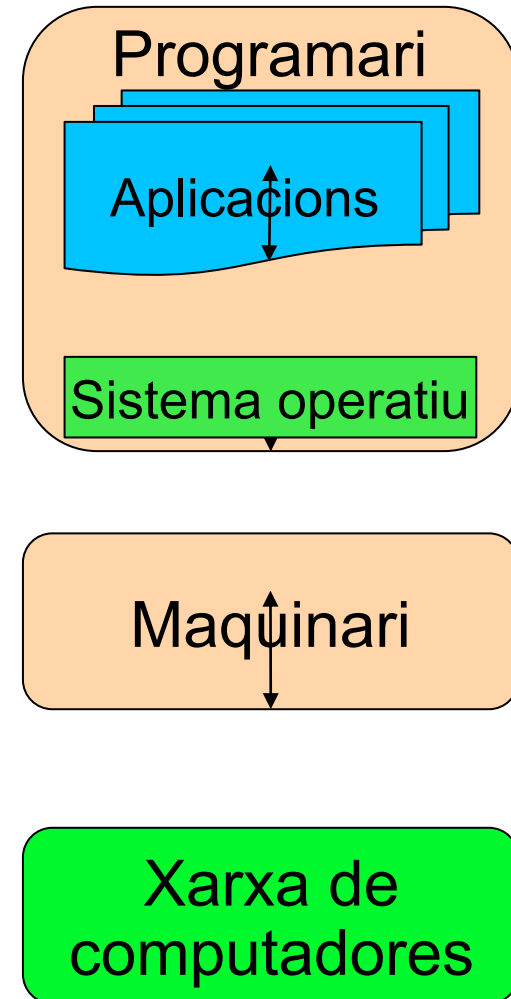 Programari
Aplicacions
Sistema operatiu
Maquinari
Xarxa de
computadores